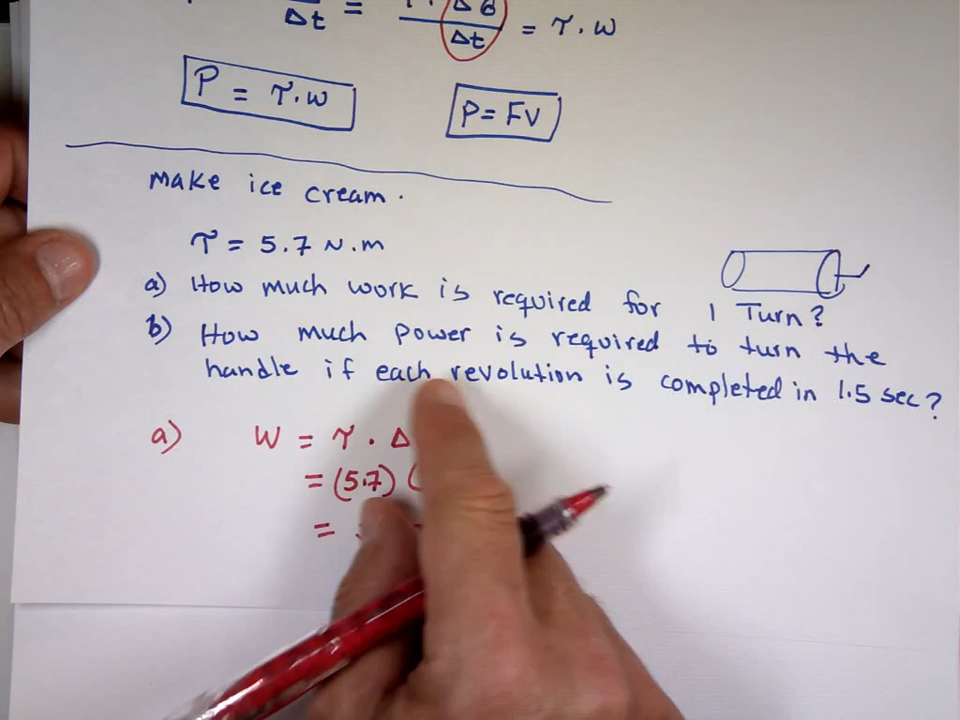 Δt = Δt = τ · w
P = τ·w
P = FV
make ice cream.
τ = 5.7 N.m
a) How much work is required for 1 Turn?
b) How much power is required to turn the
handle if each revolution is completed in 1.5 sec?
a) W = τ · Δ
= (5.7) (
=